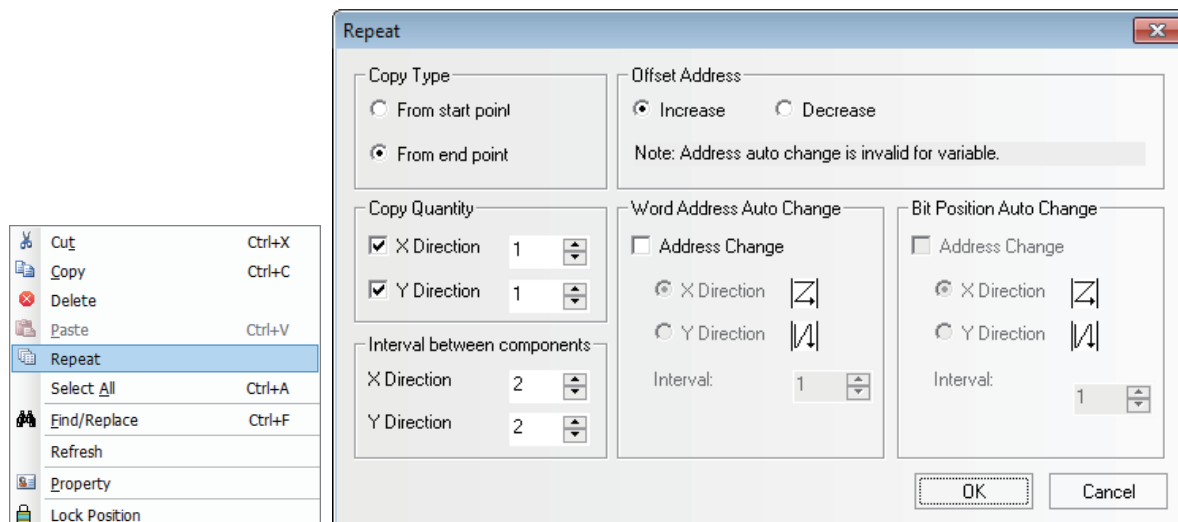 Cut Ctrl+X
Copy Ctrl+C
Delete
Paste Ctrl+V
Repeat
Select All Ctrl+A
Find/Replace Ctrl+F
Refresh
Property
Lock Position
Repeat
Copy Type
From start point
From end point
Offset Address
Increase Decrease
Note: Address auto change is invalid for variable.
Copy Quantity
X Direction 1
Y Direction 1
Interval between components
X Direction 2
Y Direction 2
Word Address Auto Change
Address Change
X Direction
Y Direction
Interval: 1
Bit Position Auto Change
Address Change
X Direction
Y Direction
Interval: 1
OK Cancel